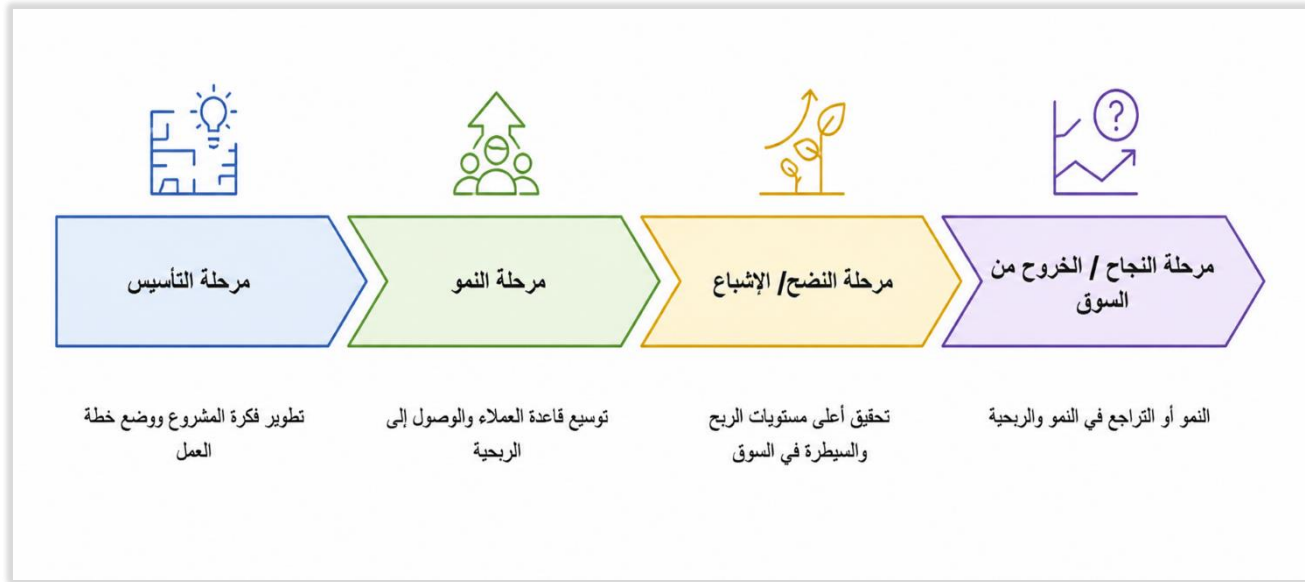 مرحلة التأسيس
مرحلة النمو
مرحلة النضج/ الإشباع
مرحلة النجاح / الخروح من
السوق
تطوير فكرة المشروع ووضع خطة
العمل
توسيع قاعدة العملاء والوصول إلى
الربحية
تحقيق أعلى مستويات الربح
والسيطرة في السوق
النمو أو التراجع في النمو والربحية
?